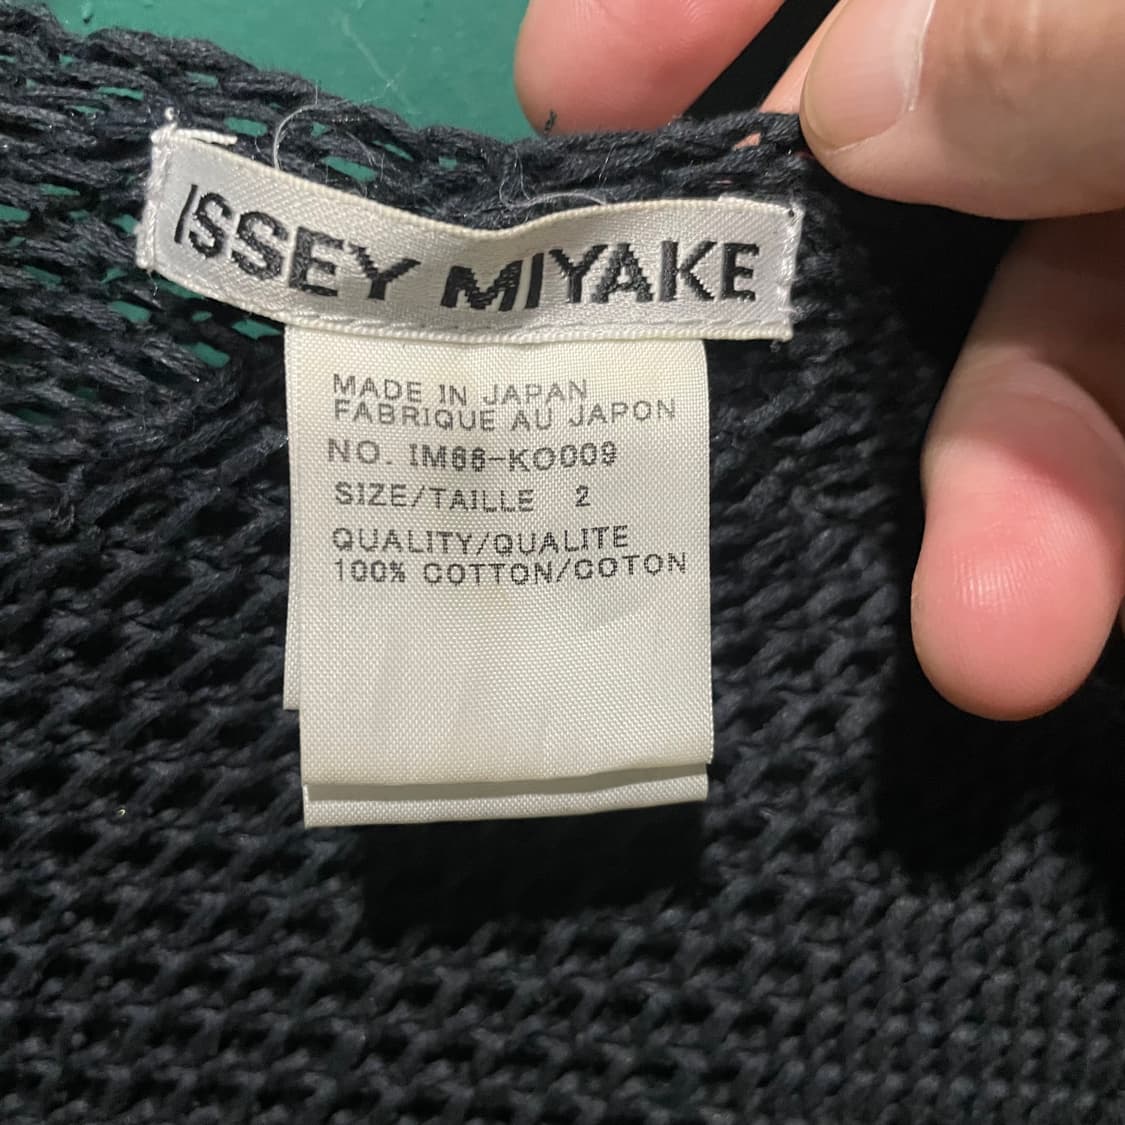 ISSEY MIYAKE
MADE IN JAPAN
FABRIQUE AU JAPON
NO. IM66-KO009
SIZE/TAILLE 2
QUALITY/QUALITE
100% COTTON/COTON